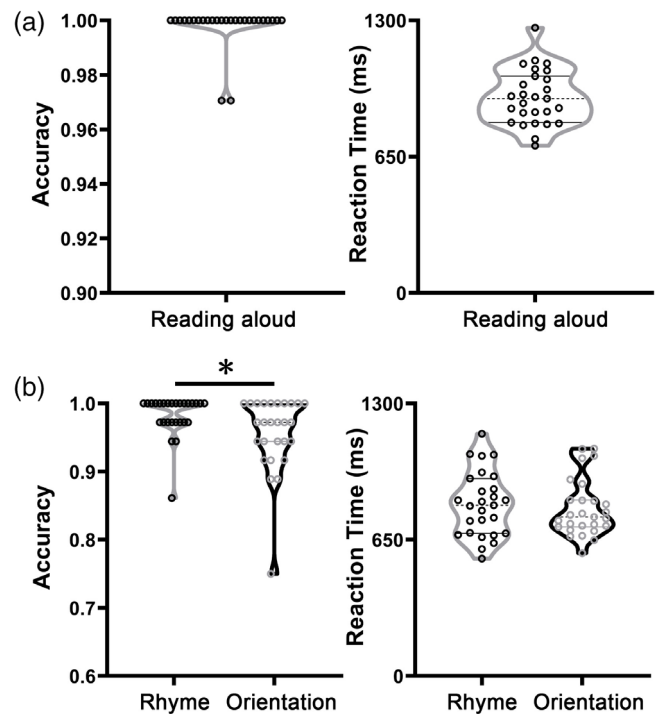 (a)
Accuracy
1.00
0.98
0.96
0.94
0.92
0.90
Reading aloud
Reaction Time (ms)
1300
650
0
Reading aloud
(b)
*
Accuracy
1.0
0.9
0.8
0.7
0.6
Rhyme Orientation
Reaction Time (ms)
1300
650
0
Rhyme Orientation